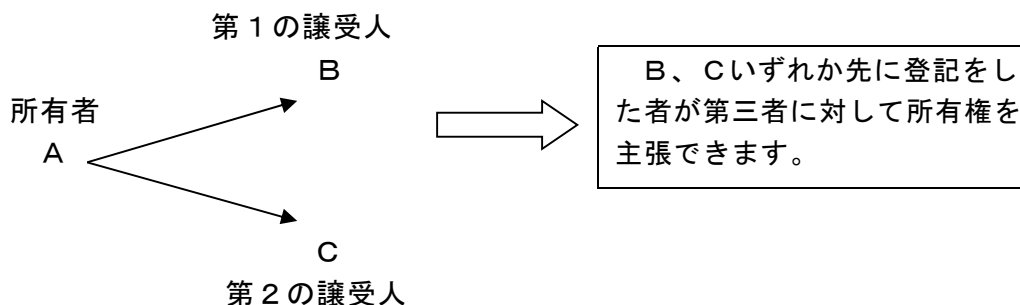 第１の譲受人
Ｂ
所有者
Ａ
Ｂ、Ｃいずれか先に登記をし
た者が第三者に対して所有権を
主張できます。
Ｃ
第２の譲受人